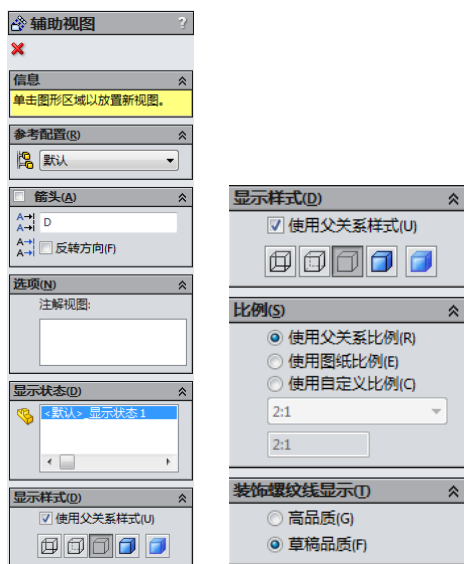 辅助视图 ?
信息
单击图形区域以放置新视图。
参考配置(R)
默认
箭头(A)
A
A
D
A
A
反转方向(F)
选项(N)
注解视图:
显示状态(D)
<默认>_显示状态 1
显示样式(D)
使用父关系样式(U)
显示样式(D)
使用父关系样式(U)
比例(S)
使用父关系比例(R)
使用图纸比例(E)
使用自定义比例(C)
2:1
2:1
装饰螺纹线显示(T)
高品质(G)
草稿品质(F)